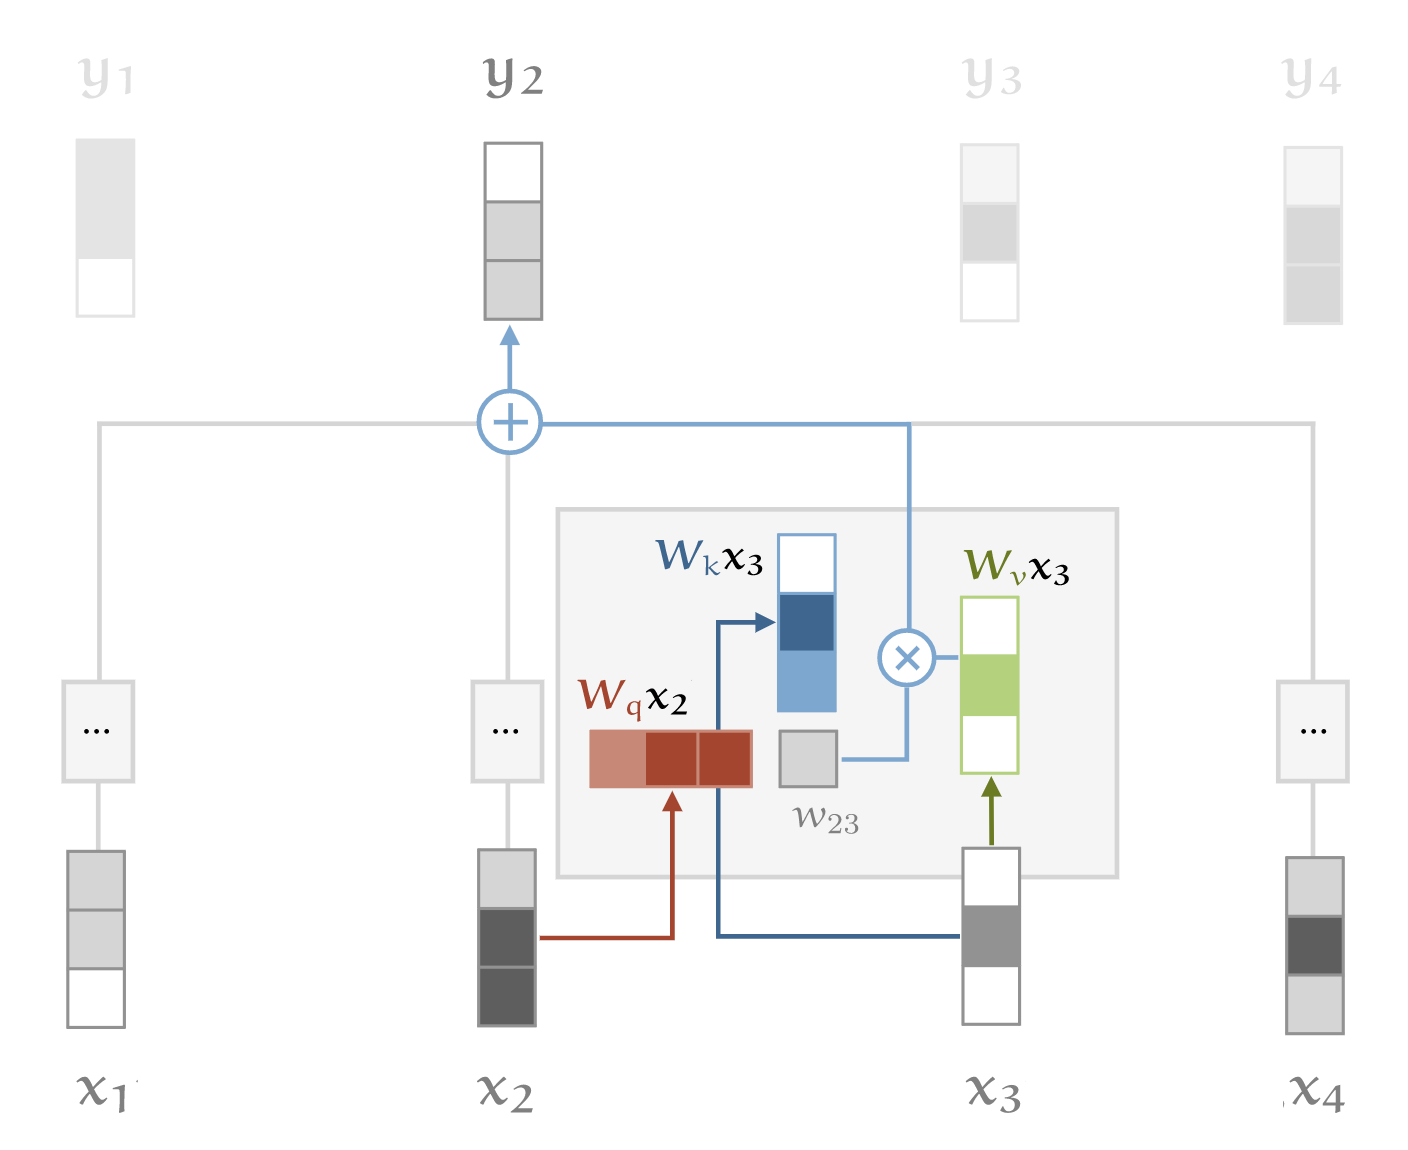 y1 y2 y3 y4
Wkx3
Wvx3
Wqx2
... ... ...
w23
x1 x2 x3 x4